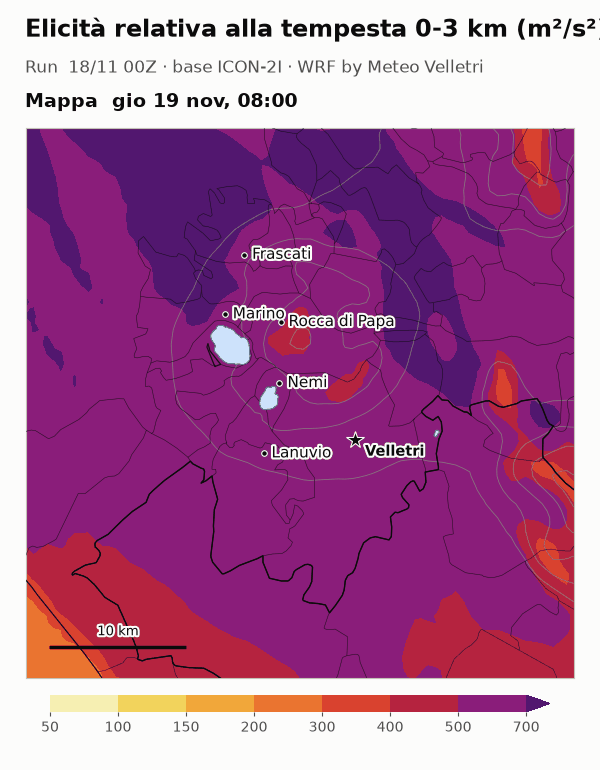 Elicità relativa alla tempesta 0-3 km (m²/s²)
Run  18/11 00Z · base ICON-2I · WRF by Meteo Velletri
Mappa  gio 19 nov, 08:00
Frascati
Marino
Rocca di Papa
Nemi
Velletri
Lanuvio
10 km
50 100 150 200 300 400 500 700